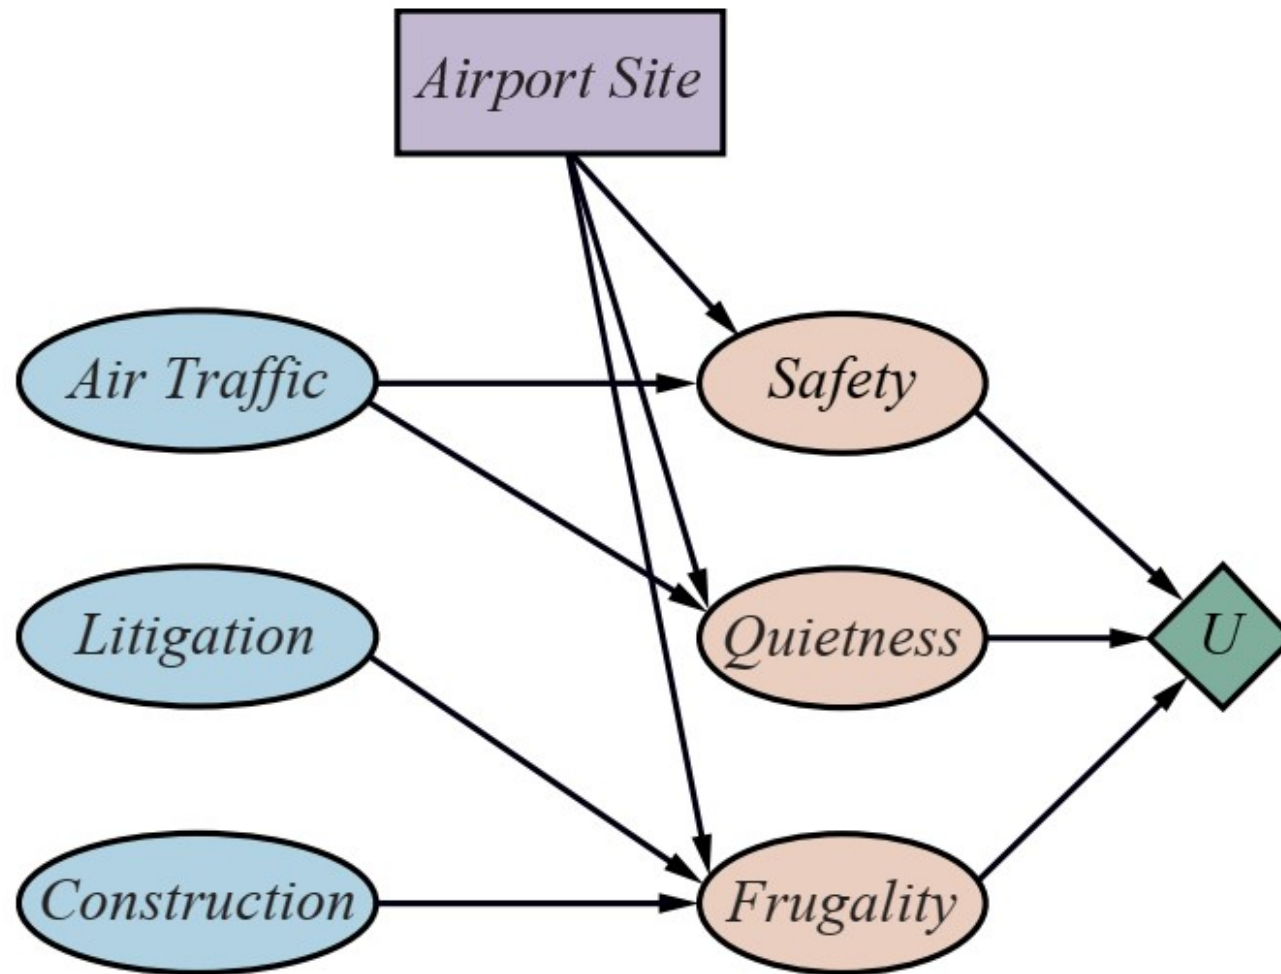 Airport Site
Air Traffic
Safety
Litigation
Quietness
U
Construction
Frugality